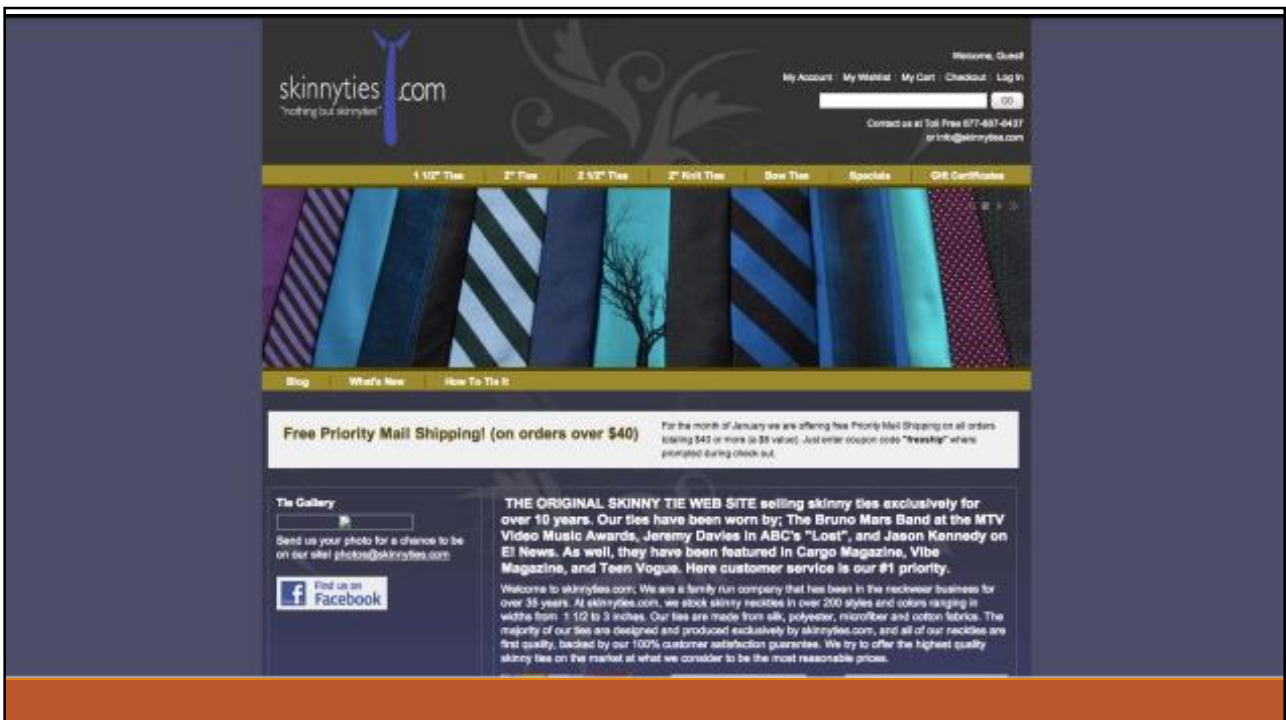 skinnyties.com
"nothing but skinnyties"
Welcome, Guest!
My Account My Wishlist My Cart Checkout Log In
GO
Contact us at Toll Free 877-887-8437
or info@skinnyties.com
1 1/2" Ties 2" Ties 2 1/2" Ties 2" Knit Ties Bow Ties Specials Gift Certificates
Blog What's New How To Tie It
Free Priority Mail Shipping! (on orders over $40)
For the month of January we are offering free Priority Mail Shipping on all orders
totaling $40 or more (a $6 value). Just enter coupon code "freeship" where
prompted during check out.
Tie Gallery
Send us your photo for a chance to be
on our site! photos@skinnyties.com
Find us on
Facebook
THE ORIGINAL SKINNY TIE WEB SITE selling skinny ties exclusively for
over 10 years. Our ties have been worn by; The Bruno Mars Band at the MTV
Video Music Awards, Jeremy Davies in ABC's "Lost", and Jason Kennedy on
E! News. As well, they have been featured in Cargo Magazine, Vibe
Magazine, and Teen Vogue. Here customer service is our #1 priority.
Welcome to skinnyties.com; We are a family run company that has been in the neckwear business for
over 35 years. At skinnyties.com, we stock skinny neckties in over 200 styles and colors ranging in
widths from 1 1/2 to 3 inches. Our ties are made from silk, polyester, microfiber and cotton fabrics. The
majority of our ties are designed and produced exclusively by skinnyties.com, and all of our neckties are
first quality, backed by our 100% customer satisfaction guarantee. We try to offer the highest quality
skinny ties on the market at what we consider to be the most reasonable prices.